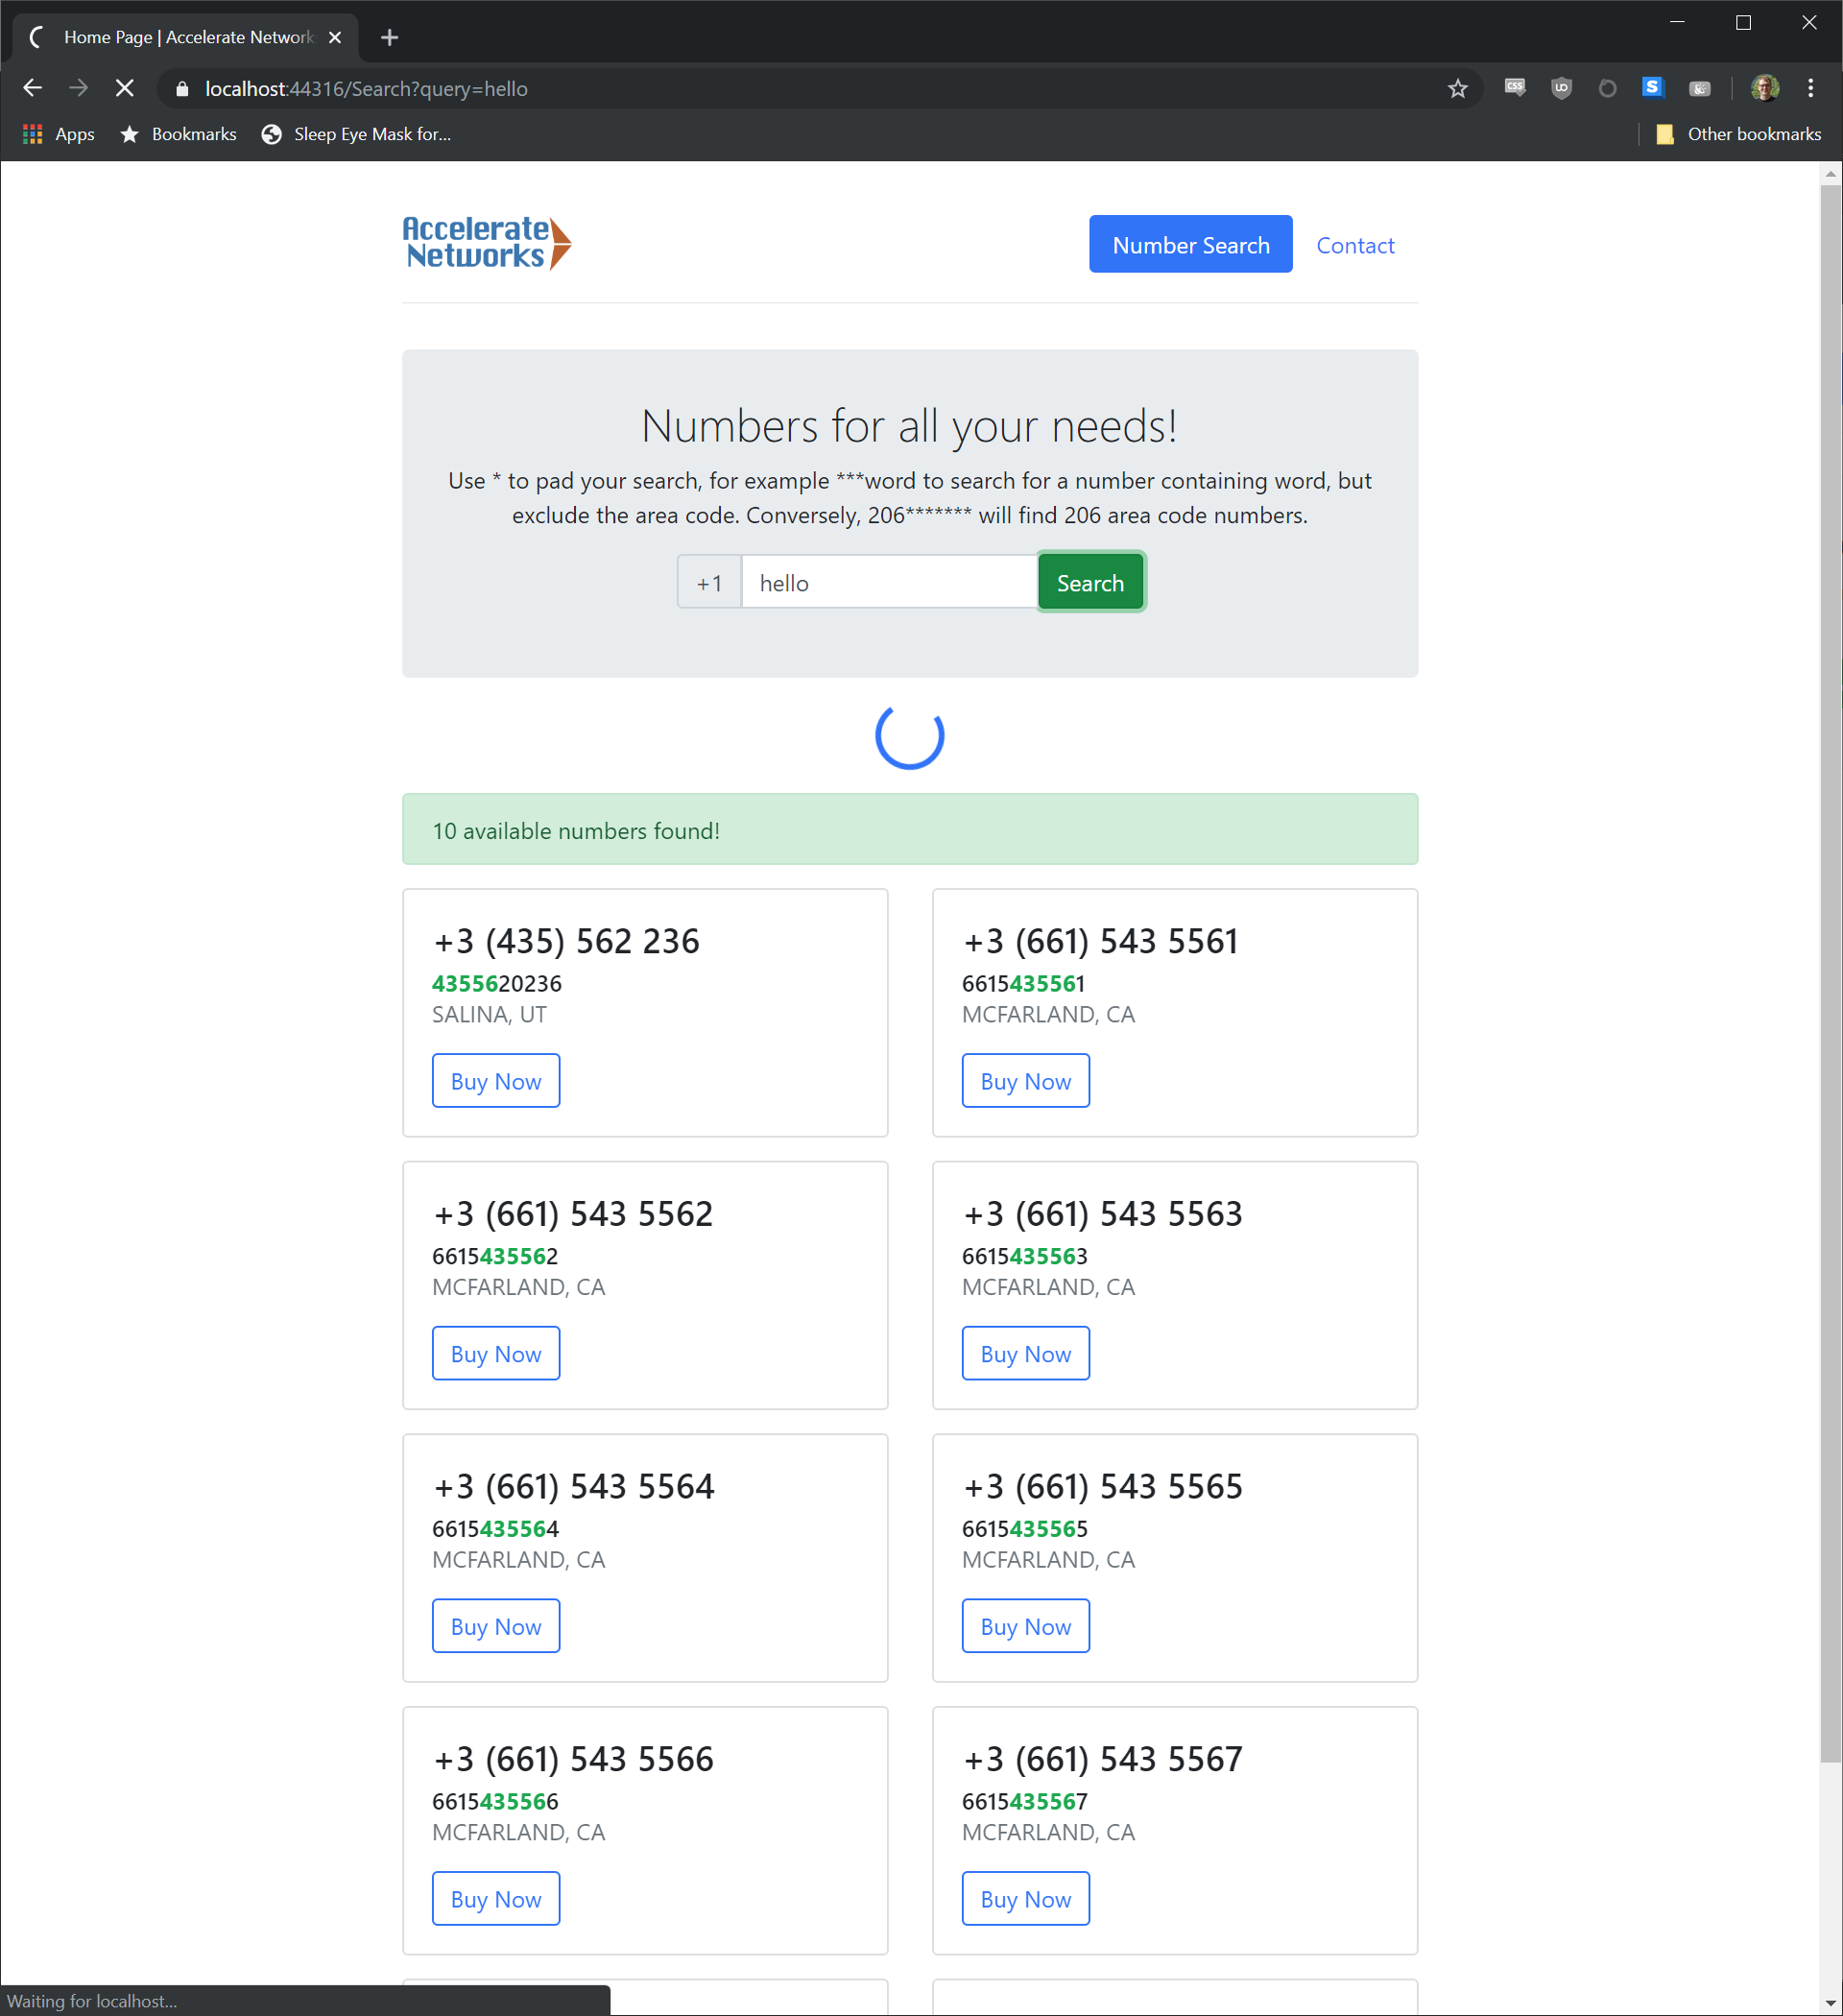 Home Page | Accelerate Network
localhost:44316/Search?query=hello
css
UD
S
Apps
Bookmarks
Sleep Eye Mask for...
Other bookmarks
Accelerate
Networks
Number Search
Contact
Numbers for all your needs!
Use * to pad your search, for example ***word to search for a number containing word, but
exclude the area code. Conversely, 206******* will find 206 area code numbers.
+1
hello
Search
10 available numbers found!
+3 (435) 562 236
4355620236
SALINA, UT
Buy Now
+3 (661) 543 5561
6615435561
MCFARLAND, CA
Buy Now
+3 (661) 543 5562
6615435562
MCFARLAND, CA
Buy Now
+3 (661) 543 5563
6615435563
MCFARLAND, CA
Buy Now
+3 (661) 543 5564
6615435564
MCFARLAND, CA
Buy Now
+3 (661) 543 5565
6615435565
MCFARLAND, CA
Buy Now
+3 (661) 543 5566
6615435566
MCFARLAND, CA
Buy Now
+3 (661) 543 5567
6615435567
MCFARLAND, CA
Buy Now
Waiting for localhost...